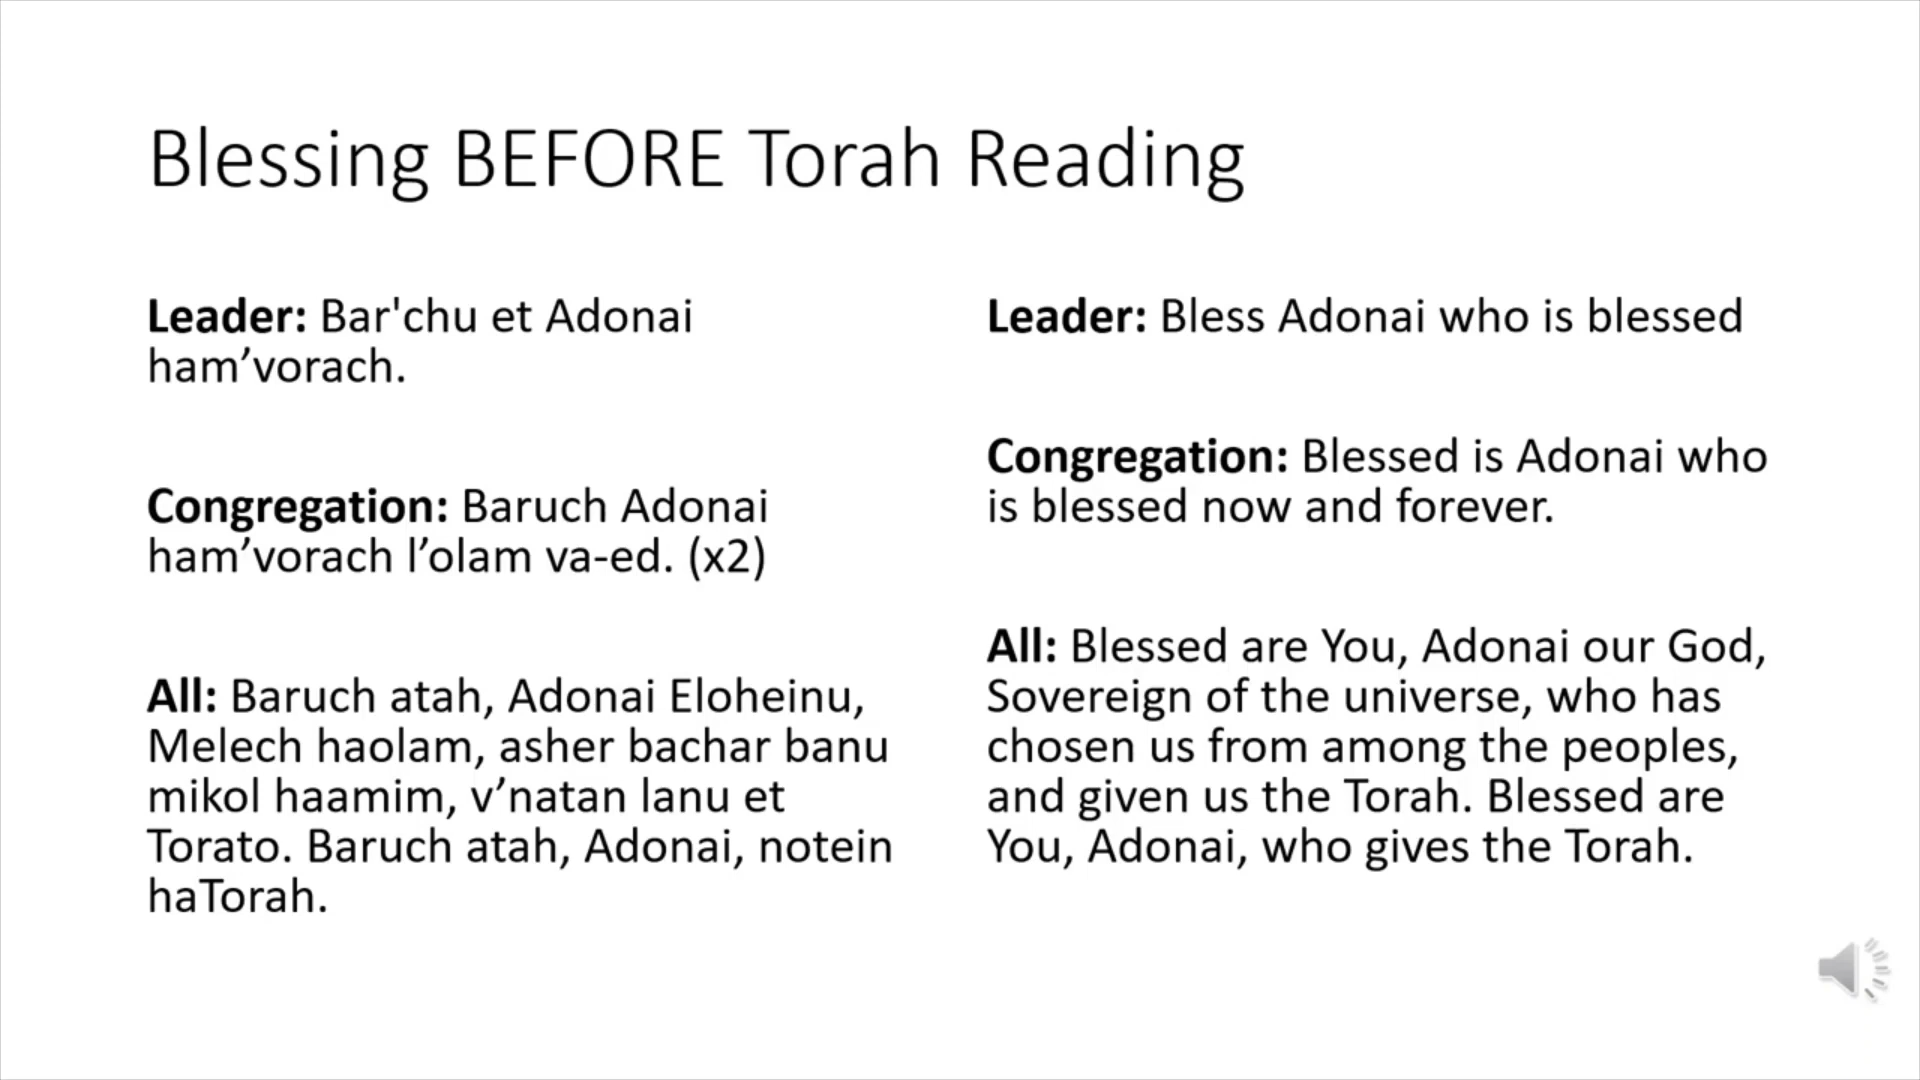 Blessing BEFORE Torah Reading
Leader: Bar'chu et Adonai
ham’vorach.
Congregation: Baruch Adonai
ham’vorach l’olam va-ed. (x2)
All: Baruch atah, Adonai Eloheinu,
Melech haolam, asher bachar banu
mikol haamim, v’natan lanu et
Torato. Baruch atah, Adonai, notein
haTorah.
Leader: Bless Adonai who is blessed
Congregation: Blessed is Adonai who
is blessed now and forever.
All: Blessed are You, Adonai our God,
Sovereign of the universe, who has
chosen us from among the peoples,
and given us the Torah. Blessed are
You, Adonai, who gives the Torah.